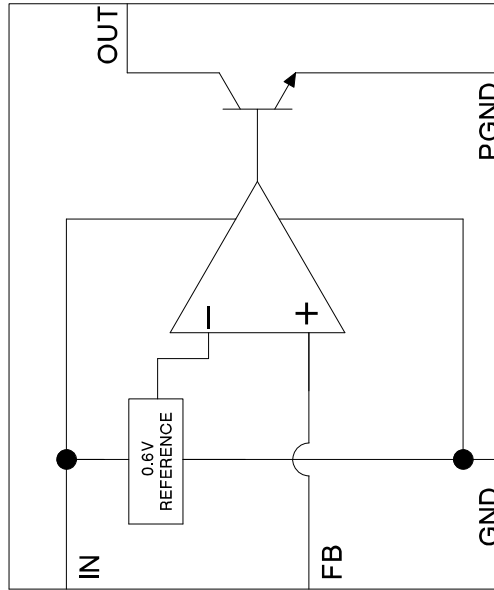 OUT
PGND
−
+
0.6V
REFERENCE
IN
FB
GND